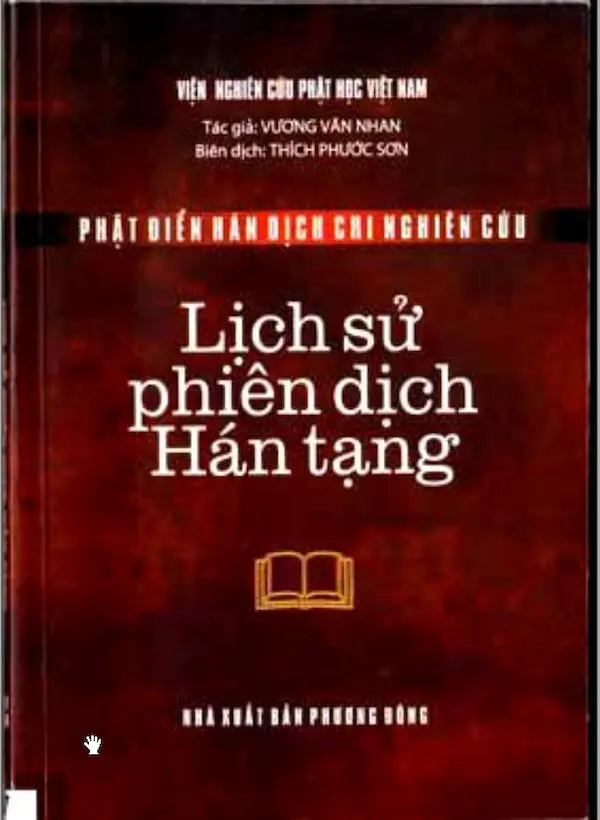 VIỆN NGHIÊN CỨU PHẬT HỌC VIỆT NAM
Tác giả: VƯƠNG VĂN NHAN
Biên dịch: THÍCH PHƯỚC SƠN
PHẬT ĐIỂN HÁN DỊCH CHI NGHIÊN CỨU
Lịch sử
phiên dịch
Hán tạng
NHÀ XUẤT BẢN PHƯƠNG ĐÔNG